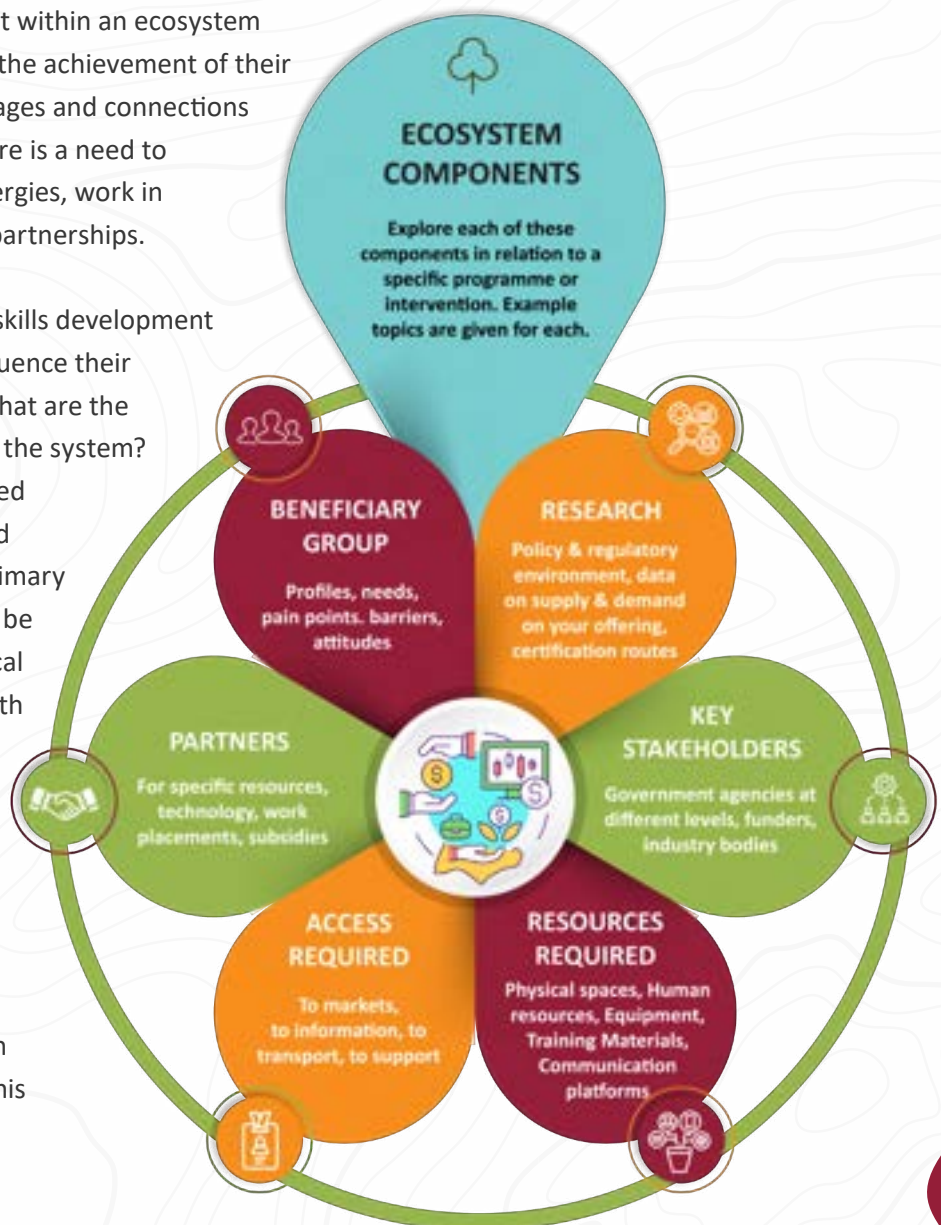 t within an ecosystem
the achievement of their
ages and connections
re is a need to
ergies, work in
partnerships.
skills development
uence their
hat are the
the system?
ed
d
imary
be
cal
th
n
his
ECOSYSTEM
COMPONENTS
Explore each of these
components in relation to a
specific programme or
intervention. Example
topics are given for each.
BENEFICIARY
GROUP
Profiles, needs,
pain points. barriers,
attitudes
RESEARCH
Policy & regulatory
environment, data
on supply & demand
on your offering,
certification routes
PARTNERS
For specific resources,
technology, work
placements, subsidies
KEY
STAKEHOLDERS
Government agencies at
different levels, funders,
industry bodies
ACCESS
REQUIRED
To markets,
to information, to
transport, to support
RESOURCES
REQUIRED
Physical spaces, Human
resources, Equipment,
Training Materials,
Communication
platforms